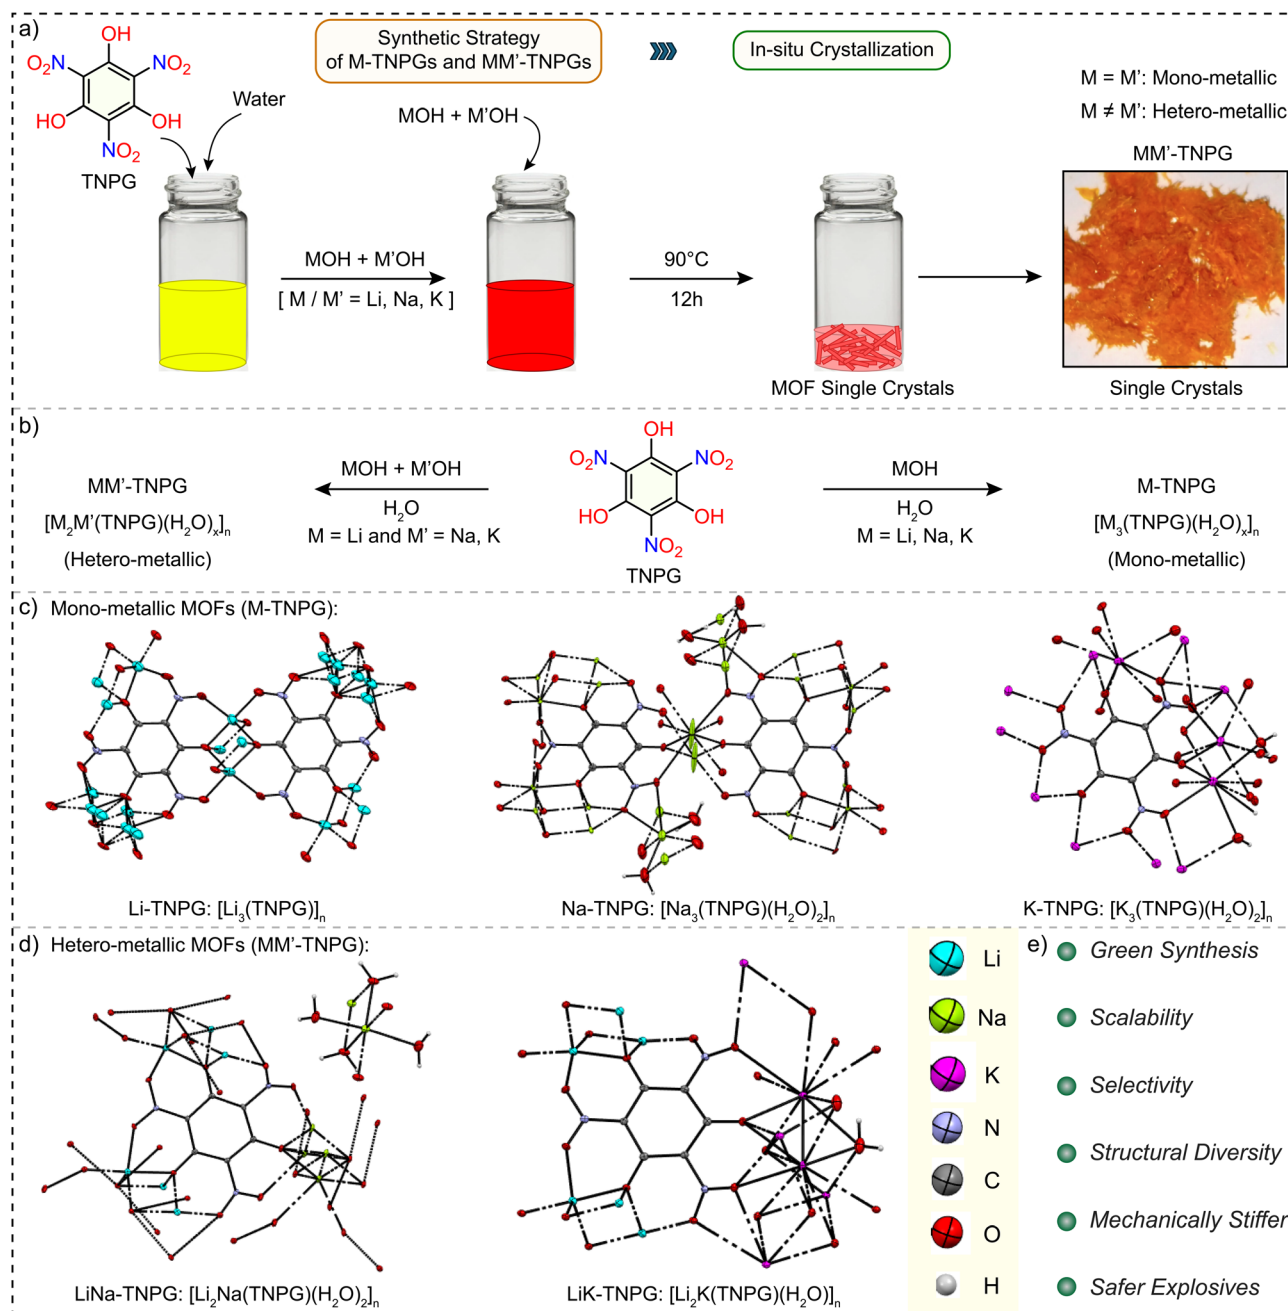 a)
OH
O₂N
NO₂
HO
OH
NO₂
TNPG
Water
Synthetic Strategy
of M-TNPGs and MM'-TNPGs
In-situ Crystallization
MOH + M'OH
M = M': Mono-metallic
M ≠ M': Hetero-metallic
MM'-TNPG
MOH + M'OH
[ M / M' = Li, Na, K ]
90°C
12h
MOF Single Crystals
Single Crystals
b)
MM'-TNPG
[M₂M'(TNPG)(H₂O)ₓ]ₙ
(Hetero-metallic)
MOH + M'OH
H₂O
M = Li and M' = Na, K
OH
O₂N
NO₂
HO
OH
NO₂
TNPG
MOH
H₂O
M = Li, Na, K
M-TNPG
[M₃(TNPG)(H₂O)ₓ]ₙ
(Mono-metallic)
c) Mono-metallic MOFs (M-TNPG):
Li-TNPG: [Li₃(TNPG)]ₙ
Na-TNPG: [Na₃(TNPG)(H₂O)₂]ₙ
K-TNPG: [K₃(TNPG)(H₂O)₂]ₙ
d) Hetero-metallic MOFs (MM'-TNPG):
LiNa-TNPG: [Li₂Na(TNPG)(H₂O)₂]ₙ
LiK-TNPG: [Li₂K(TNPG)(H₂O)]ₙ
Li
Na
K
N
C
O
H
e)
Green Synthesis
Scalability
Selectivity
Structural Diversity
Mechanically Stiffer
Safer Explosives